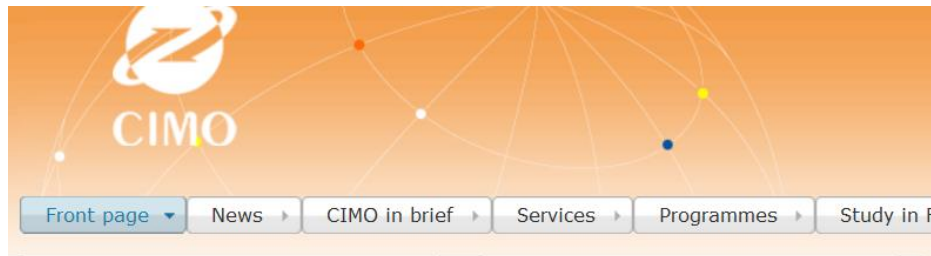 CIMO
Front page News CIMO in brief Services Programmes Study in